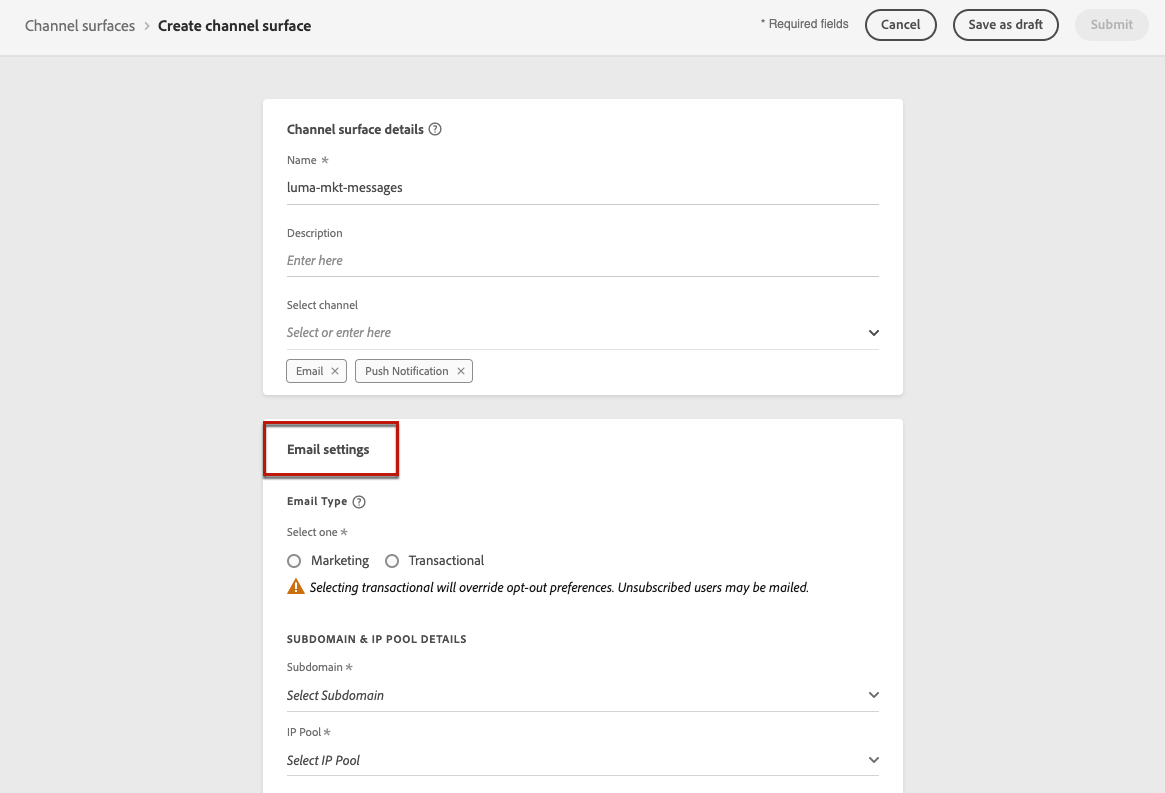 Channel surfaces > Create channel surface
* Required fields
Cancel
Save as draft
Submit
Channel surface details ?
Name *
luma-mkt-messages
Description
Enter here
Select channel
Select or enter here
Email ×
Push Notification ×
Email settings
Email Type ?
Select one *
Marketing
Transactional
Selecting transactional will override opt-out preferences. Unsubscribed users may be mailed.
SUBDOMAIN & IP POOL DETAILS
Subdomain *
Select Subdomain
IP Pool *
Select IP Pool